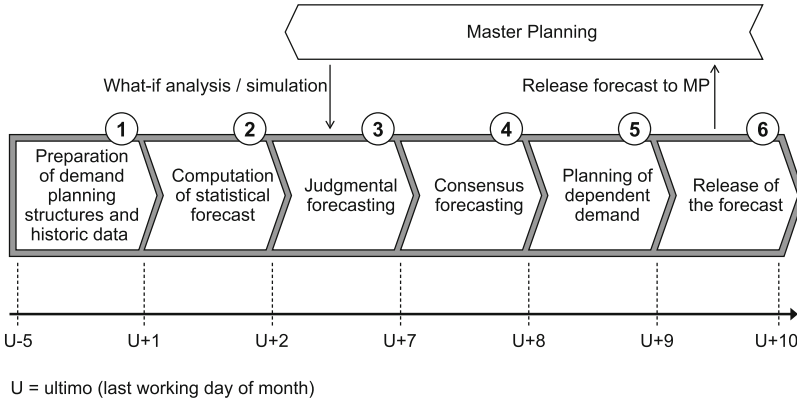 Master Planning
What-if analysis / simulation
Release forecast to MP
1
2
3
4
5
6
Preparation
of demand
planning
structures and
historic data
Computation
of statistical
forecast
Judgmental
forecasting
Consensus
forecasting
Planning of
dependent
demand
Release of
the forecast
U-5
U+1
U+2
U+7
U+8
U+9
U+10
U = ultimo (last working day of month)